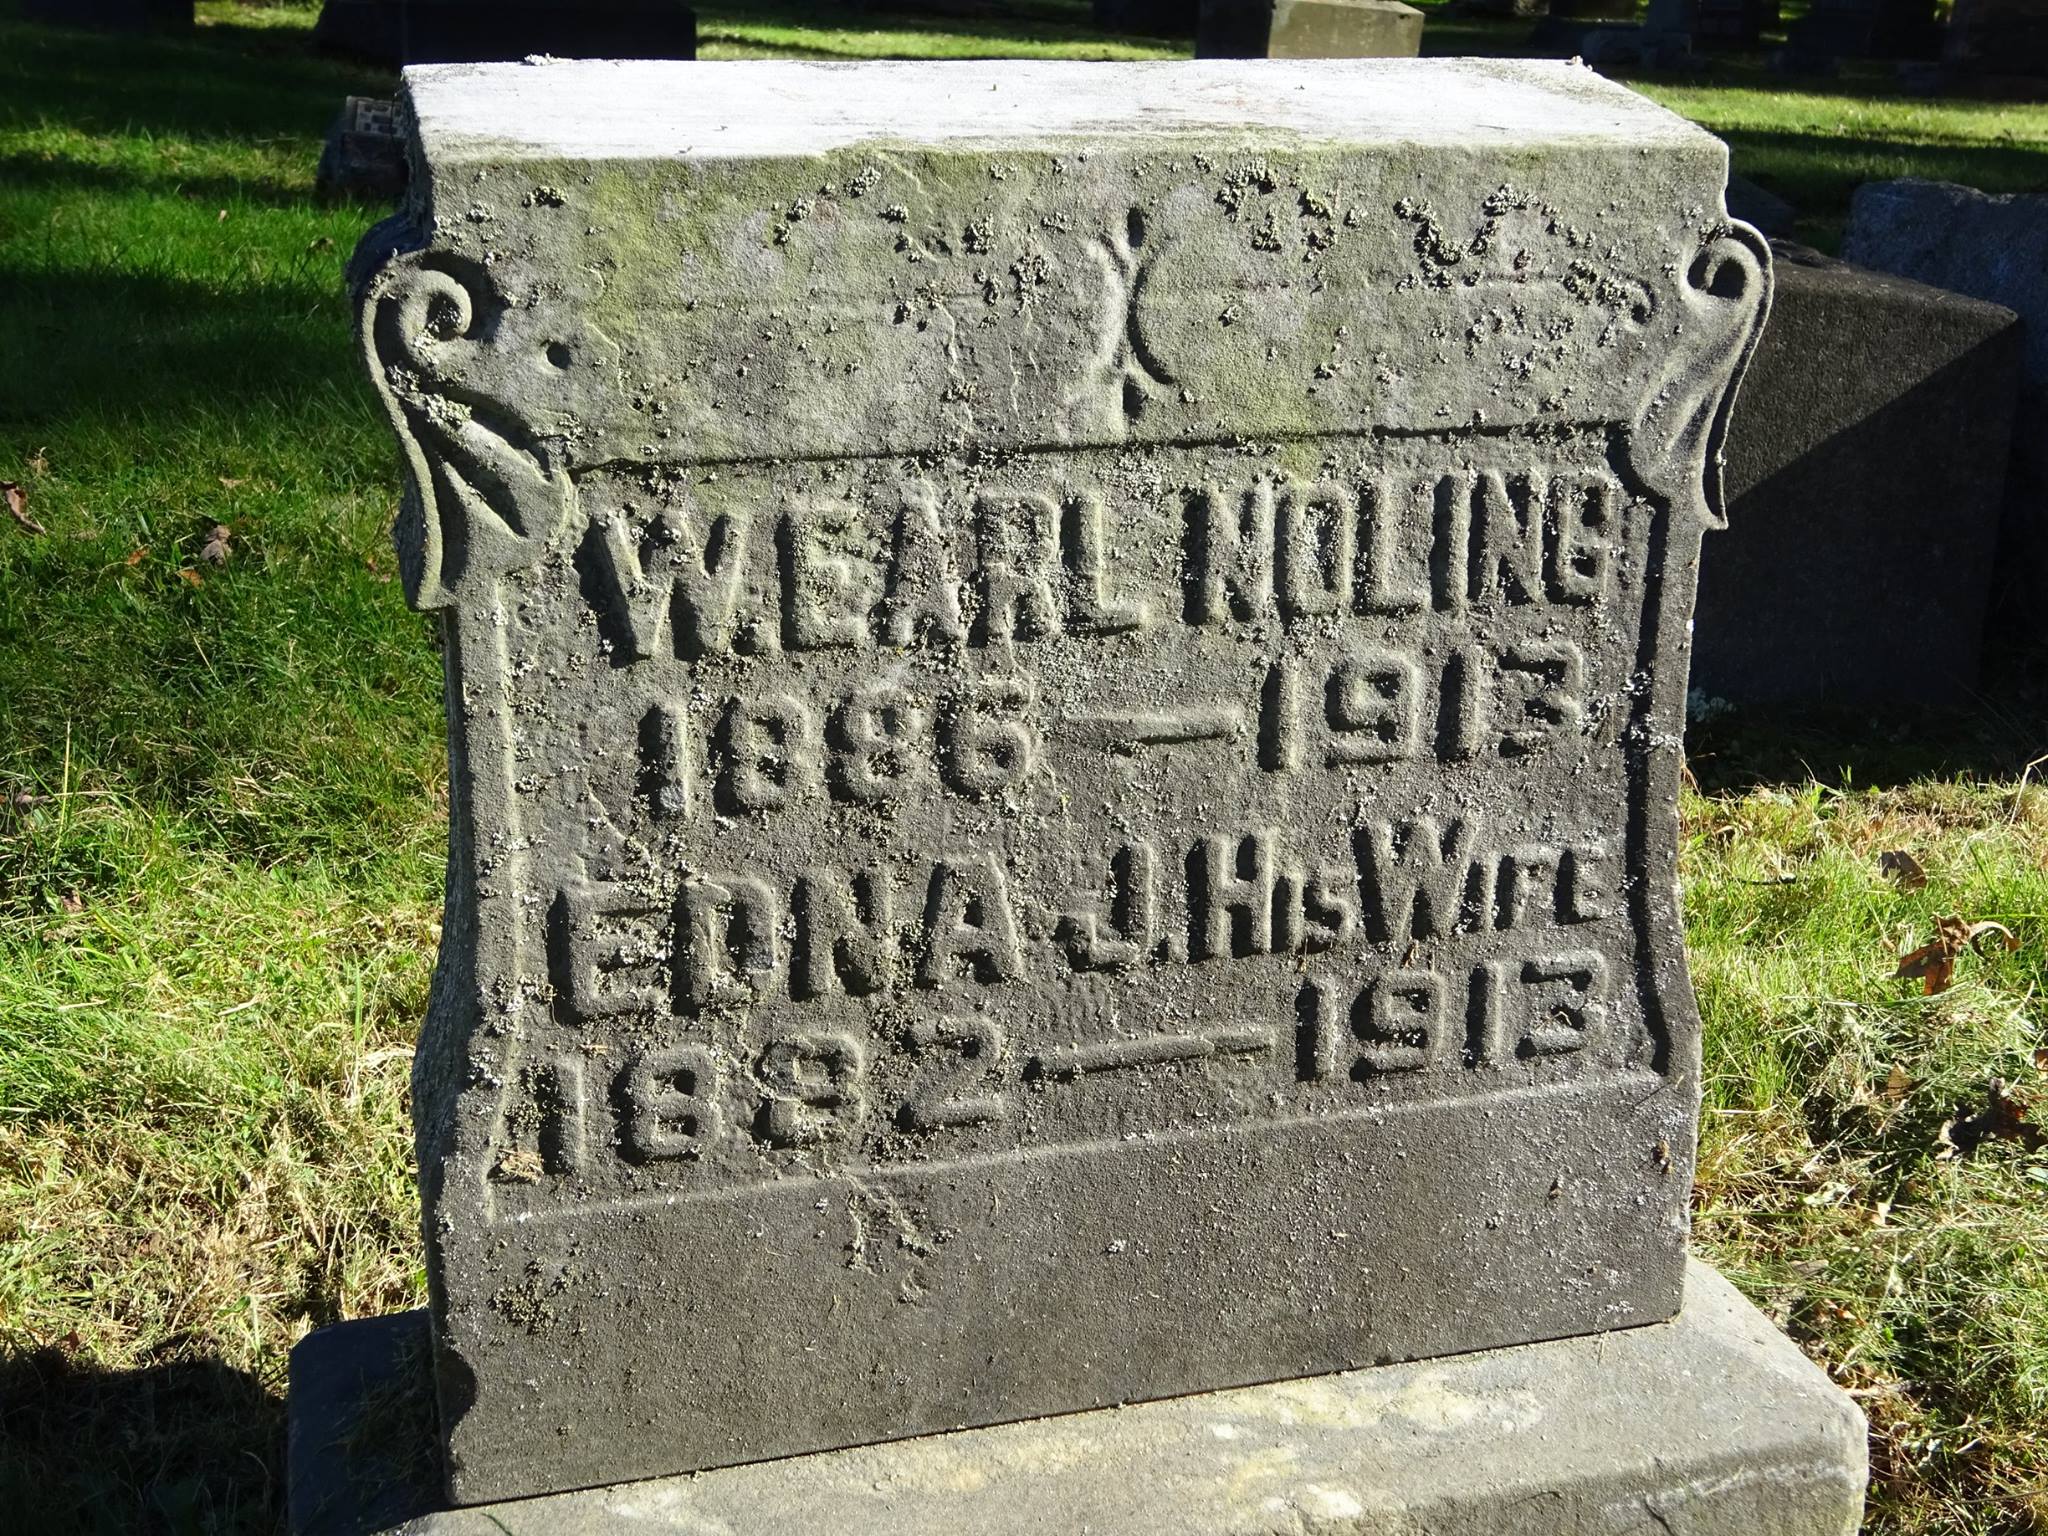 W. EARL NOLING
1886 — 1913
EDNA J. HIS WIFE
1892 — 1913